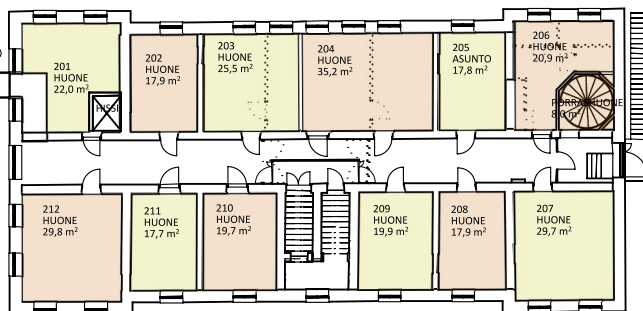 201
HUONE
22,0 m²
HISSI
202
HUONE
17,9 m²
203
HUONE
25,5 m²
204
HUONE
35,2 m²
205
ASUNTO
17,8 m²
206
HUONE
20,9 m²
PORRASHUONE
8,0 m²
212
HUONE
29,8 m²
211
HUONE
17,7 m²
210
HUONE
19,7 m²
209
HUONE
19,9 m²
208
HUONE
17,9 m²
207
HUONE
29,7 m²